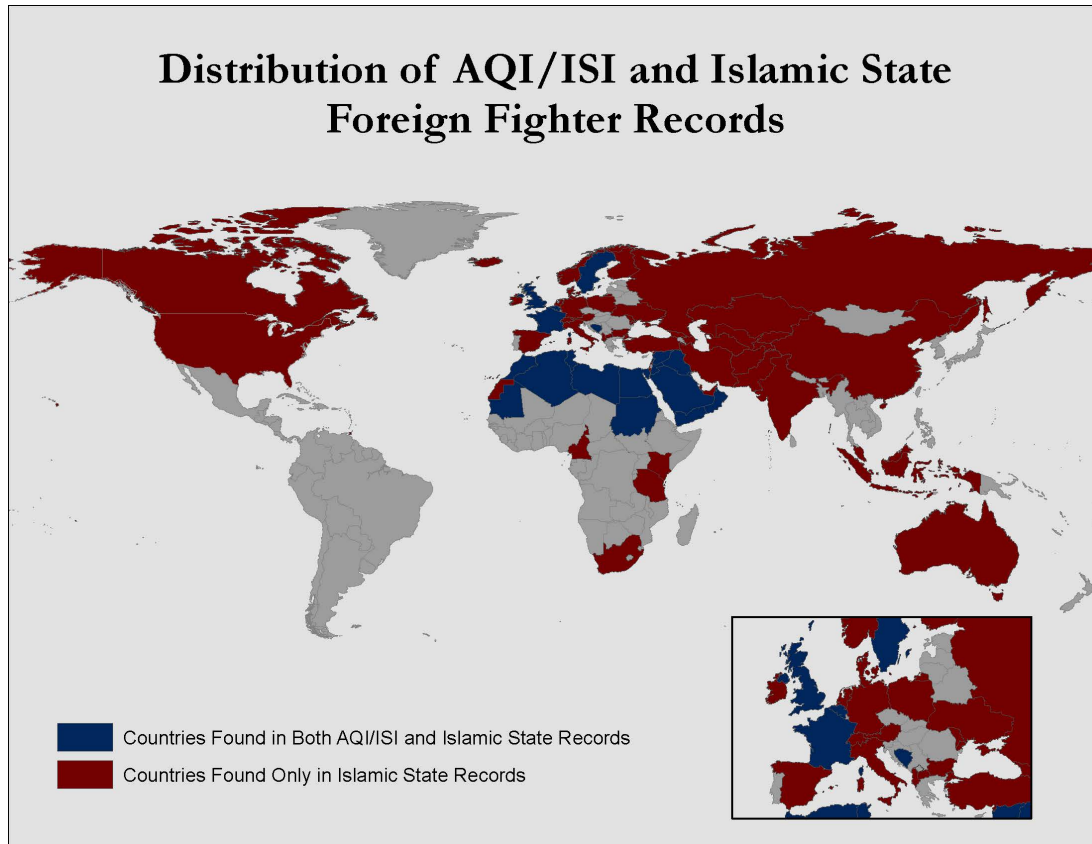 Distribution of AQI/ISI and Islamic State
Foreign Fighter Records
Countries Found in Both AQI/ISI and Islamic State Records
Countries Found Only in Islamic State Records